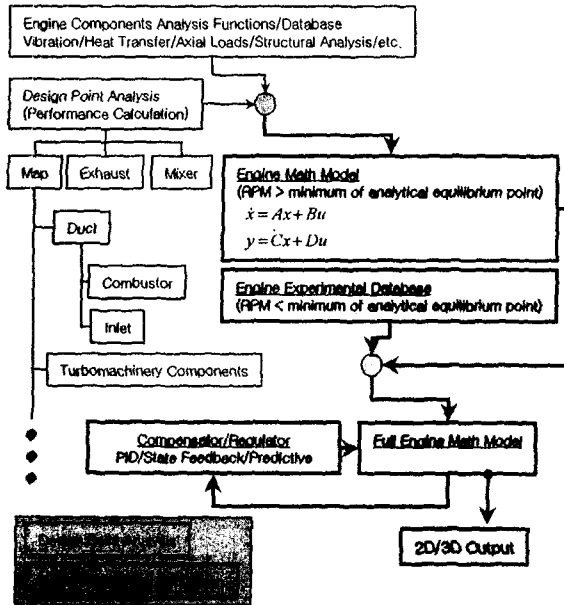 Engine Components Analysis Functions/Database
Vibration/Heat Transfer/Axial Loads/Structural Analysis/etc.
Design Point Analysis
(Performance Calculation)
Map
Exhaust
Mixer
Duct
Combustor
Inlet
Turbomachinery Components
Engine Math Model
(RPM > minimum of analytical equilibrium point)
ẋ = Ax + Bu
y = Cx + Du
Engine Experimental Database
(RPM < minimum of analytical equilibrium point)
Compensator/Regulator
PID/State Feedback/Predictive
Full Engine Math Model
2D/3D Output